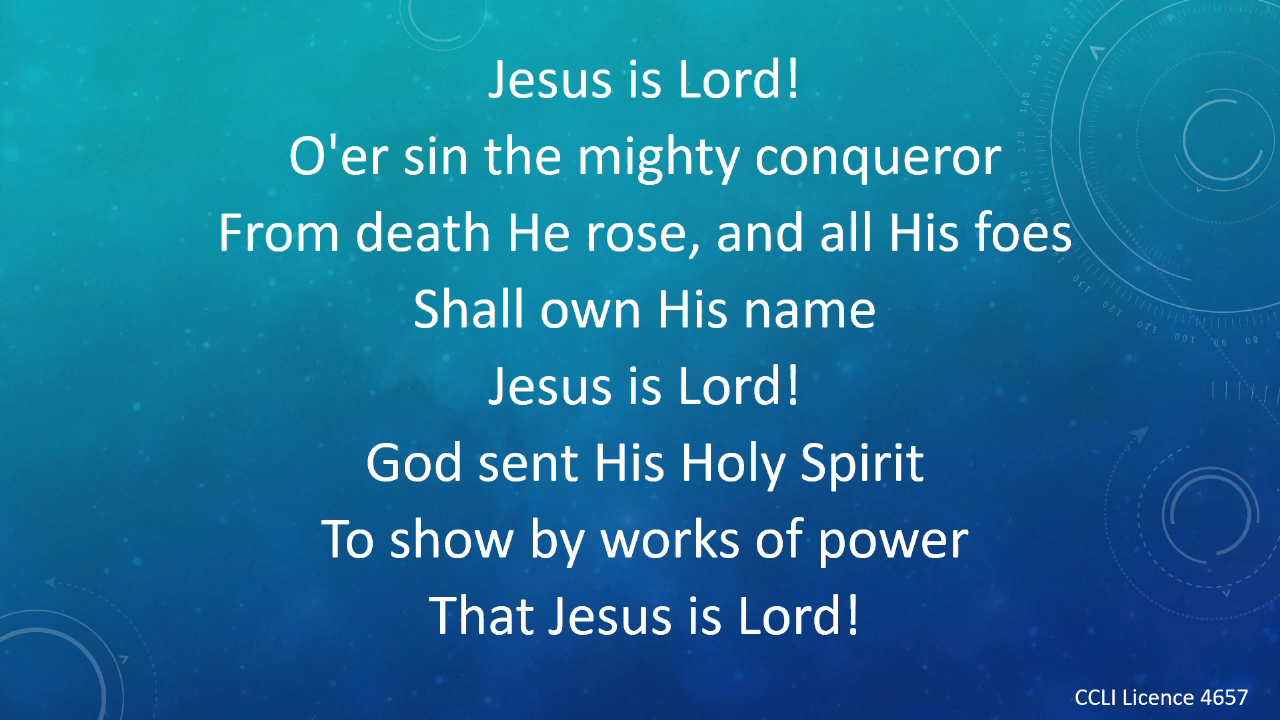 Jesus is Lord!
O'er sin the mighty conqueror
From death He rose, and all His foes
Shall own His name
Jesus is Lord!
God sent His Holy Spirit
To show by works of power
That Jesus is Lord!
CCLI Licence 4657